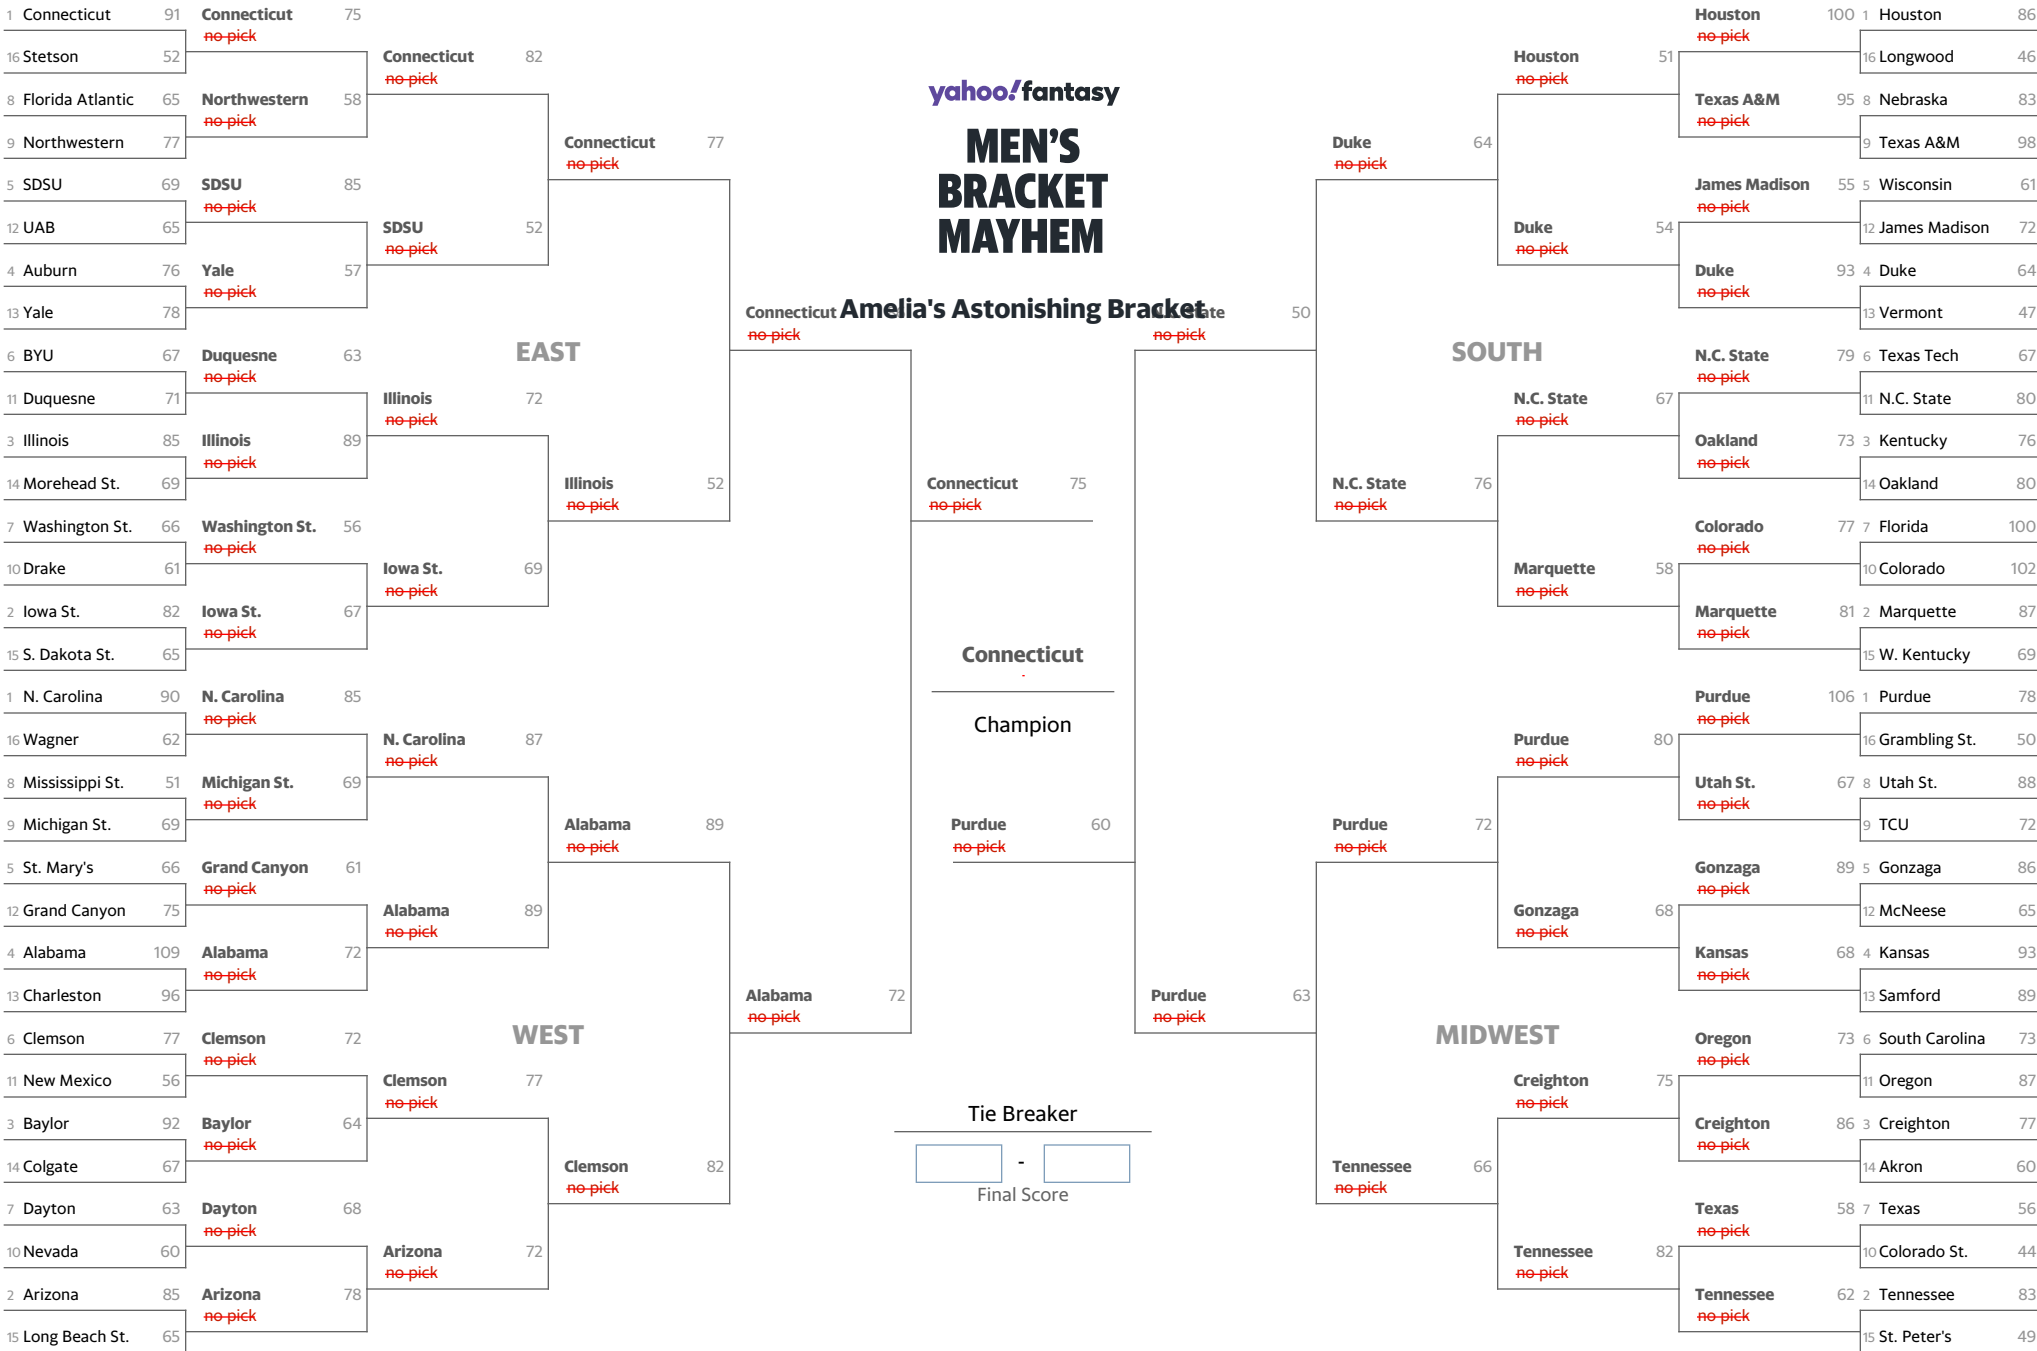 1 Connecticut 91
16 Stetson 52
8 Florida Atlantic 65
9 Northwestern 77
5 SDSU 69
12 UAB 65
4 Auburn 76
13 Yale 78
6 BYU 67
11 Duquesne 71
3 Illinois 85
14 Morehead St. 69
7 Washington St. 66
10 Drake 61
2 Iowa St. 82
15 S. Dakota St. 65
1 N. Carolina 90
16 Wagner 62
8 Mississippi St. 51
9 Michigan St. 69
5 St. Mary's 66
12 Grand Canyon 75
4 Alabama 109
13 Charleston 96
6 Clemson 77
11 New Mexico 56
3 Baylor 92
14 Colgate 67
7 Dayton 63
10 Nevada 60
2 Arizona 85
15 Long Beach St. 65
Connecticut 75
no pick
Northwestern 58
no pick
SDSU 85
no pick
Yale 57
no pick
Duquesne 63
no pick
Illinois 89
no pick
Washington St. 56
no pick
Iowa St. 67
no pick
N. Carolina 85
no pick
Michigan St. 69
no pick
Grand Canyon 61
no pick
Alabama 72
no pick
Clemson 72
no pick
Baylor 64
no pick
Dayton 68
no pick
Arizona 78
no pick
Connecticut 82
no pick
SDSU 52
no pick
Illinois 72
no pick
Iowa St. 69
no pick
N. Carolina 87
no pick
Alabama 89
no pick
Clemson 77
no pick
Arizona 72
no pick
EAST
WEST
Connecticut 77
no pick
Illinois 52
no pick
Alabama 89
no pick
Clemson 82
no pick
Connecticut
no pick
Alabama 72
no pick
yahoo!fantasy
MEN'S
BRACKET
MAYHEM
Amelia's Astonishing Bracket
Connecticut 75
no pick
Connecticut
-
Champion
Purdue 60
no pick
Tie Breaker
-
Final Score
State 50
no pick
Purdue 63
no pick
Duke 64
no pick
N.C. State 76
no pick
Purdue 72
no pick
Tennessee 66
no pick
SOUTH
MIDWEST
Houston 51
no pick
Duke 54
no pick
N.C. State 67
no pick
Marquette 58
no pick
Purdue 80
no pick
Gonzaga 68
no pick
Creighton 75
no pick
Tennessee 82
no pick
Houston 100
no pick
Texas A&M 95
no pick
James Madison 55
no pick
Duke 93
no pick
N.C. State 79
no pick
Oakland 73
no pick
Colorado 77
no pick
Marquette 81
no pick
Purdue 106
no pick
Utah St. 67
no pick
Gonzaga 89
no pick
Kansas 68
no pick
Oregon 73
no pick
Creighton 86
no pick
Texas 58
no pick
Tennessee 62
no pick
1 Houston 86
16 Longwood 46
8 Nebraska 83
9 Texas A&M 98
5 Wisconsin 61
12 James Madison 72
4 Duke 64
13 Vermont 47
6 Texas Tech 67
11 N.C. State 80
3 Kentucky 76
14 Oakland 80
7 Florida 100
10 Colorado 102
2 Marquette 87
15 W. Kentucky 69
1 Purdue 78
16 Grambling St. 50
8 Utah St. 88
9 TCU 72
5 Gonzaga 86
12 McNeese 65
4 Kansas 93
13 Samford 89
6 South Carolina 73
11 Oregon 87
3 Creighton 77
14 Akron 60
7 Texas 56
10 Colorado St. 44
2 Tennessee 83
15 St. Peter's 49